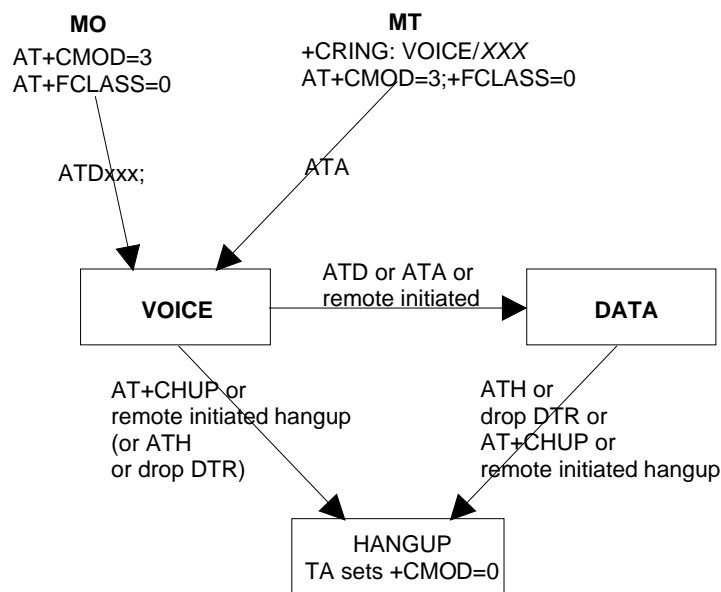 MO
AT+CMOD=3
AT+FCLASS=0
MT
+CRING: VOICE/XXX
AT+CMOD=3;+FCLASS=0
ATDxxx;
ATA
VOICE
ATD or ATA or
remote initiated
DATA
AT+CHUP or
remote initiated hangup
(or ATH
or drop DTR)
ATH or
drop DTR or
AT+CHUP or
remote initiated hangup
HANGUP
TA sets +CMOD=0